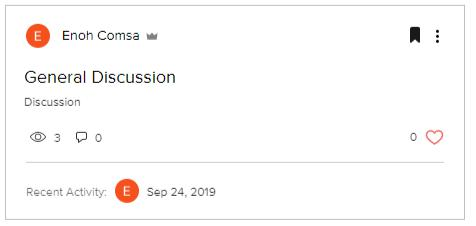 E Enoh Comsa
General Discussion
Discussion
3 0 0
Recent Activity: E Sep 24, 2019